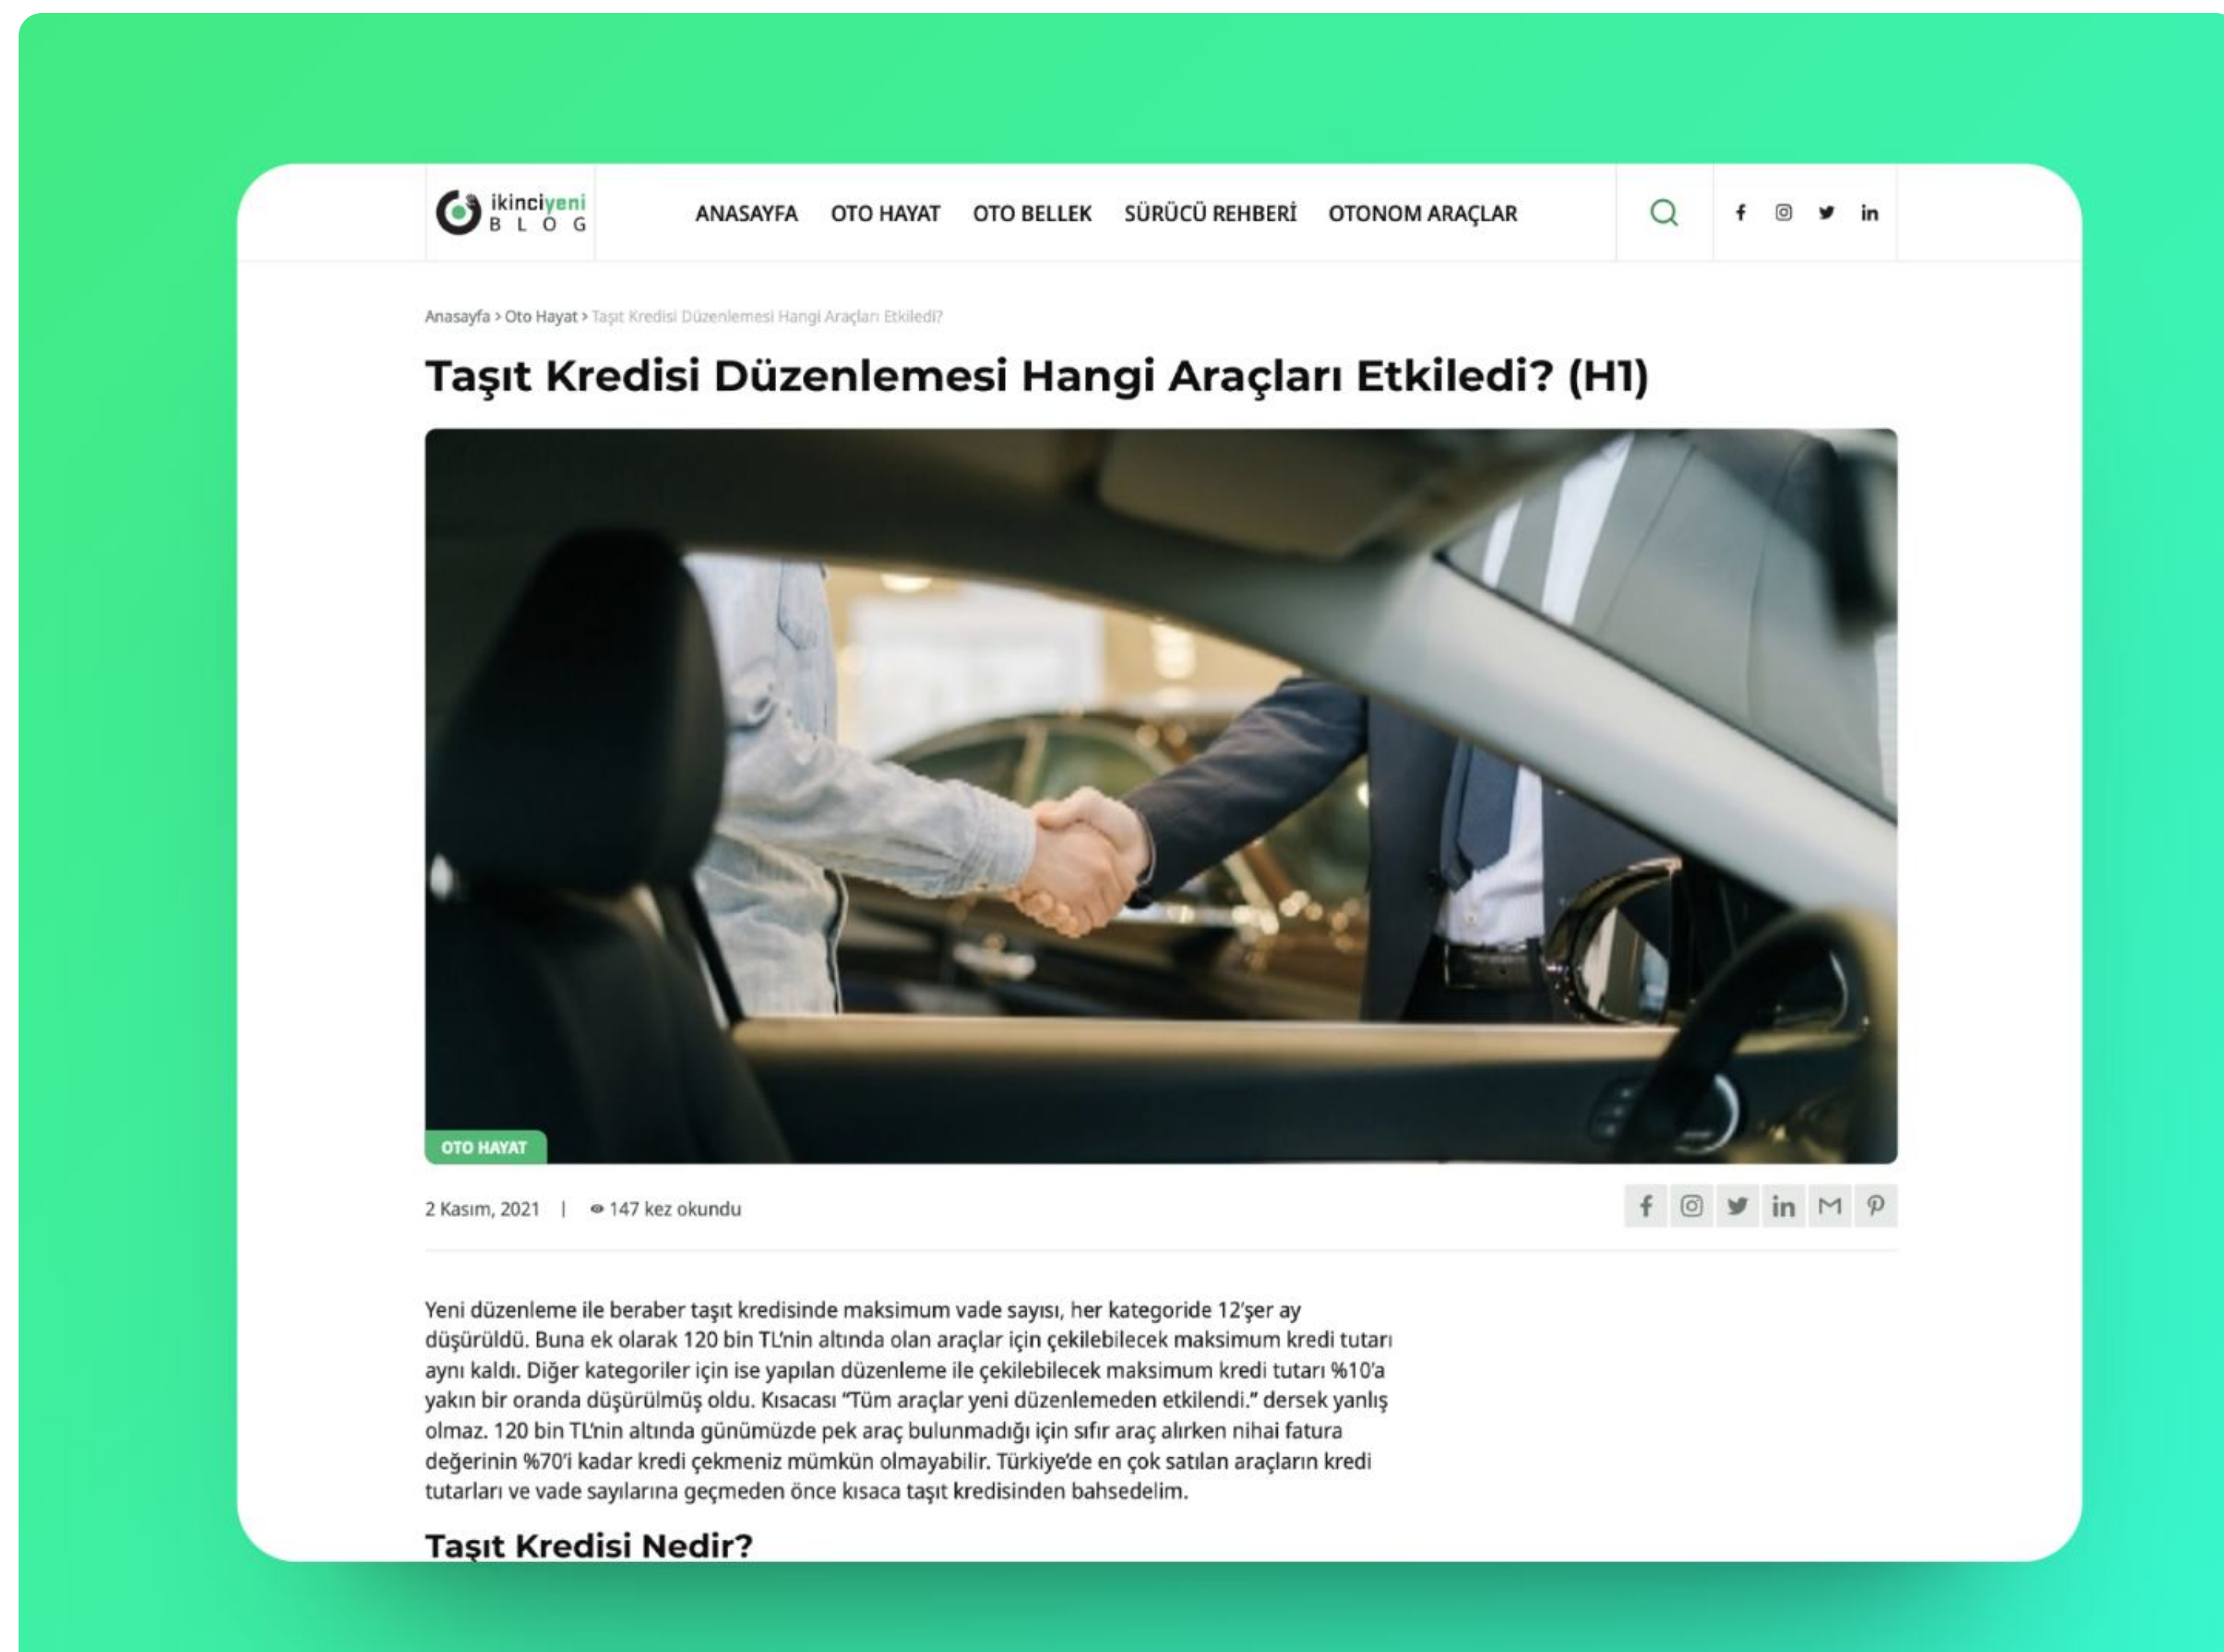 ikinciyeni
BLOG
ANASAYFA OTO HAYAT OTO BELLEK SÜRÜCÜ REHBERİ OTONOM ARAÇLAR
Anasayfa > Oto Hayat > Taşıt Kredisi Düzenlemesi Hangi Araçları Etkiledi?
Taşıt Kredisi Düzenlemesi Hangi Araçları Etkiledi? (H1)
OTO HAYAT
2 Kasım, 2021 | 147 kez okundu
Yeni düzenleme ile beraber taşıt kredisinde maksimum vade sayısı, her kategoride 12’şer ay
düşürüldü. Buna ek olarak 120 bin TL’nin altında olan araçlar için çekilebilecek maksimum kredi tutarı
aynı kaldı. Diğer kategoriler için ise yapılan düzenleme ile çekilebilecek maksimum kredi tutarı %10’a
yakın bir oranda düşürülmüş oldu. Kısacası “Tüm araçlar yeni düzenlemeden etkilendi.” dersek yanlış
olmaz. 120 bin TL’nin altında günümüzde pek araç bulunmadığı için sıfır araç alırken nihai fatura
değerinin %70’i kadar kredi çekmeniz mümkün olmayabilir. Türkiye’de en çok satılan araçların kredi
tutarları ve vade sayılarına geçmeden önce kısaca taşıt kredisinden bahsedelim.
Taşıt Kredisi Nedir?